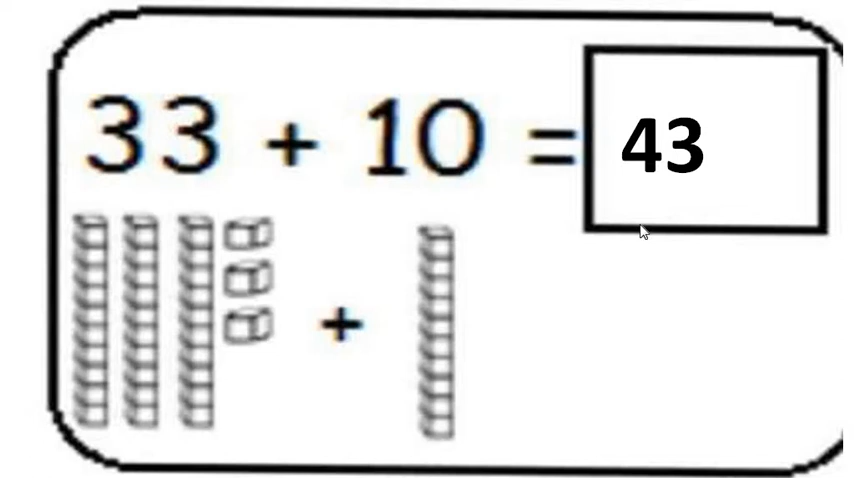 33 + 10 = 43
+